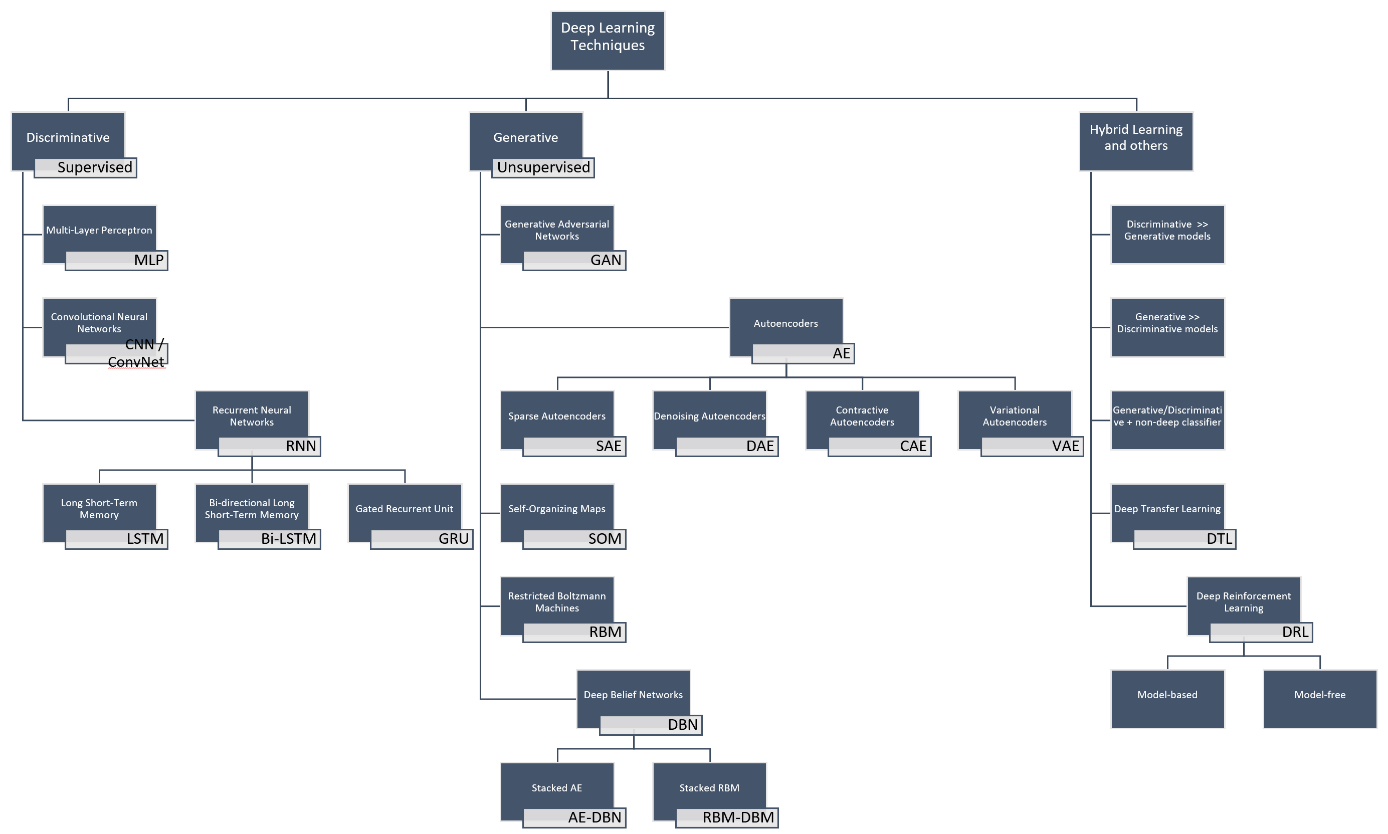 Deep Learning
Techniques
Discriminative
Supervised
Multi-Layer Perceptron
MLP
Convolutional Neural
Networks
CNN /
ConvNet
Recurrent Neural
Networks
RNN
Long Short-Term
Memory
LSTM
Bi-directional Long
Short-Term Memory
Bi-LSTM
Gated Recurrent Unit
GRU
Generative
Unsupervised
Generative Adversarial
Networks
GAN
Autoencoders
AE
Sparse Autoencoders
SAE
Denoising Autoencoders
DAE
Contractive
Autoencoders
CAE
Variational
Autoencoders
VAE
Self-Organizing Maps
SOM
Restricted Boltzmann
Machines
RBM
Deep Belief Networks
DBN
Stacked AE
AE-DBN
Stacked RBM
RBM-DBM
Hybrid Learning
and others
Discriminative >>
Generative models
Generative >>
Discriminative models
Generative/Discriminati
ve + non-deep classifier
Deep Transfer Learning
DTL
Deep Reinforcement
Learning
DRL
Model-based
Model-free